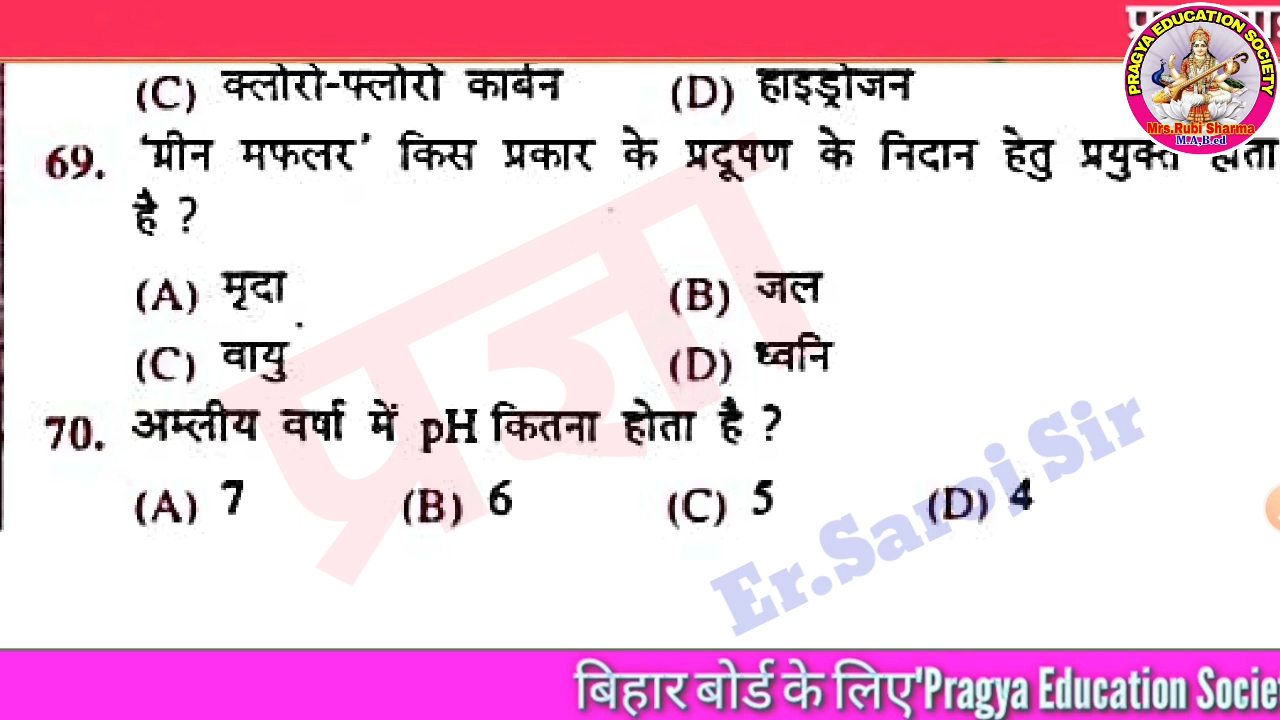 PRAGYA EDUCATION SOCIETY
Mrs.Rubi Sharma
M.A,B.ed
(C) क्लोरो-फ्लोरो कार्बन (D) हाइड्रोजन
69. 'ग्रीन मफलर' किस प्रकार के प्रदूषण के निदान हेतु प्रयुक्त होता
है ?
(A) मृदा (B) जल
(C) वायु (D) ध्वनि
70. अम्लीय वर्षा में pH कितना होता है ?
(A) 7 (B) 6 (C) 5 (D) 4
प्रज्ञा
Er.Saroj Sir
बिहार बोर्ड के लिए'Pragya Education Socie